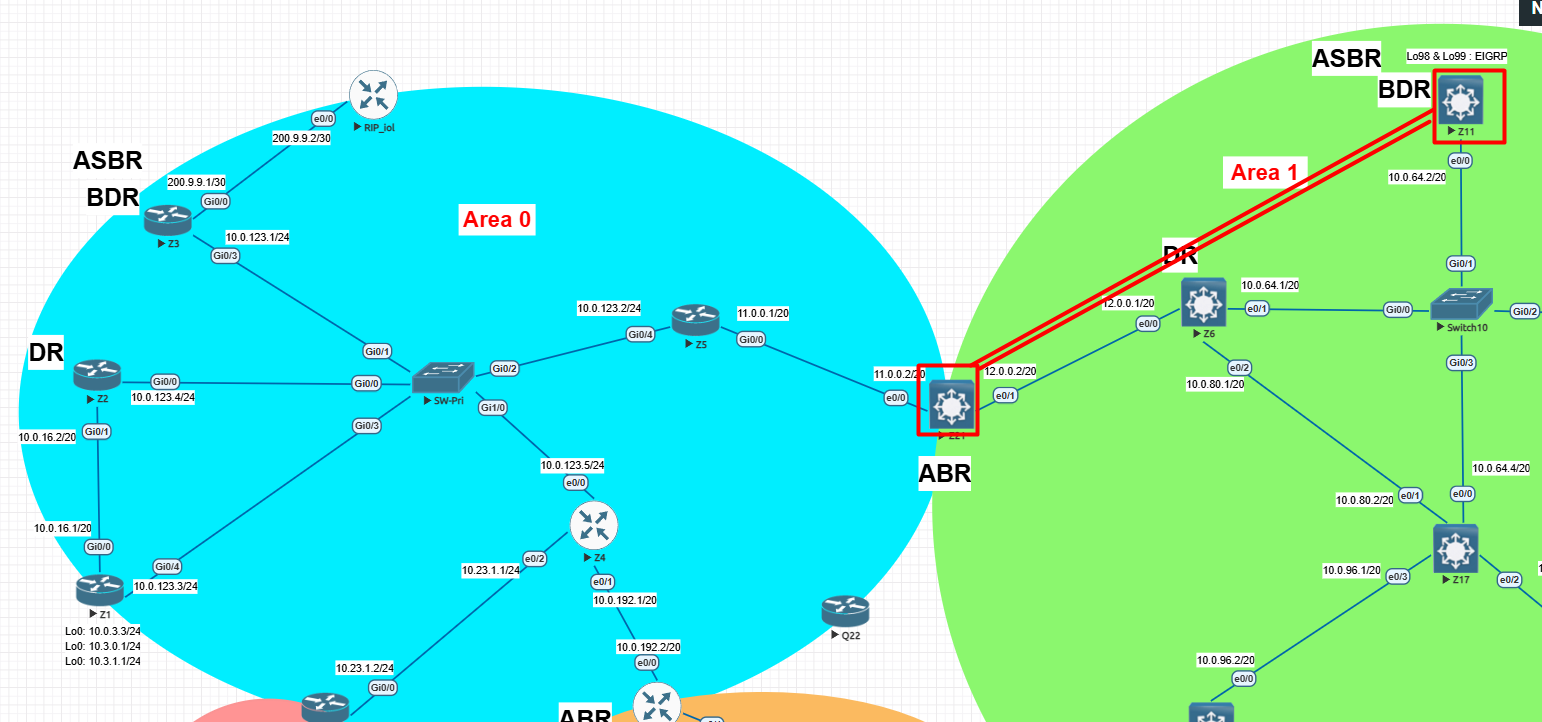 N
ASBR
Lo98 & Lo99 : EIGRP
BDR
Z11
e0/0
10.0.64.2/20
Area 1
RIP_iol
e0/0
200.9.9.2/30
ASBR
200.9.9.1/30
BDR
Gi0/0
Z3
Area 0
10.0.123.1/24
Gi0/3
DR
Gi0/1
10.0.64.1/20
12.0.0.1/20
e0/0
e0/1
Z6
Gi0/0
Switch10
Gi0/2
10.0.123.2/24
11.0.0.1/20
Gi0/4
Z5
Gi0/0
DR
Gi0/1
Gi0/0
Z2
10.0.123.4/24
Gi0/0
Gi0/2
SW-Pri
Gi1/0
Gi0/3
11.0.0.2/20
12.0.0.2/20
e0/0
e0/1
Z21
ABR
e0/2
10.0.80.1/20
Gi0/3
10.0.16.2/20
Gi0/1
10.0.123.5/24
e0/0
10.0.64.4/20
10.0.80.2/20
e0/1
e0/0
10.0.16.1/20
Gi0/0
Gi0/4
10.0.123.3/24
Z1
Lo0: 10.0.3.3/24
Lo0: 10.3.0.1/24
Lo0: 10.3.1.1/24
Z4
e0/2
10.23.1.1/24
e0/1
10.0.192.1/20
10.0.96.1/20
e0/3
Z17
e0/2
Q22
10.0.192.2/20
e0/0
10.23.1.2/24
Gi0/0
10.0.96.2/20
e0/0
ABR